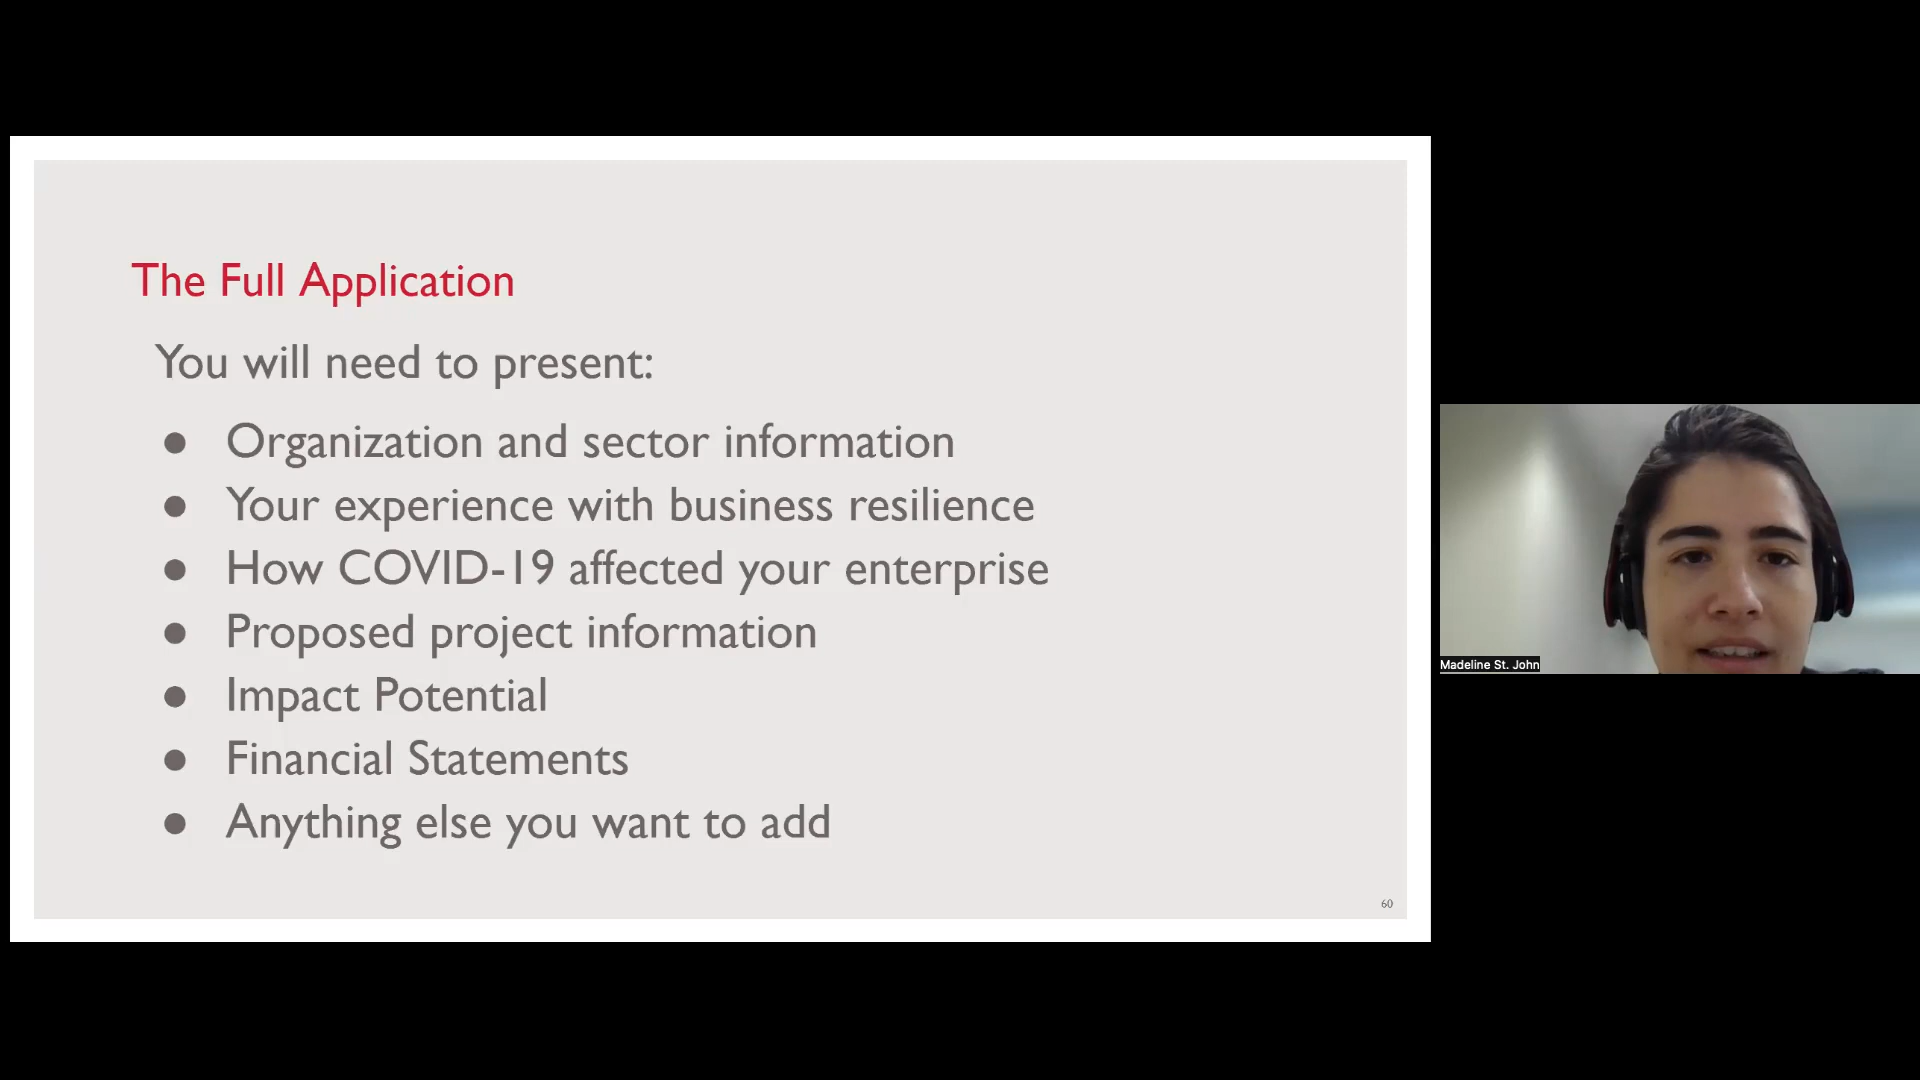 The Full Application
You will need to present:
● Organization and sector information
● Your experience with business resilience
● How COVID-19 affected your enterprise
● Proposed project information
● Impact Potential
● Financial Statements
● Anything else you want to add
60
Madeline St. John